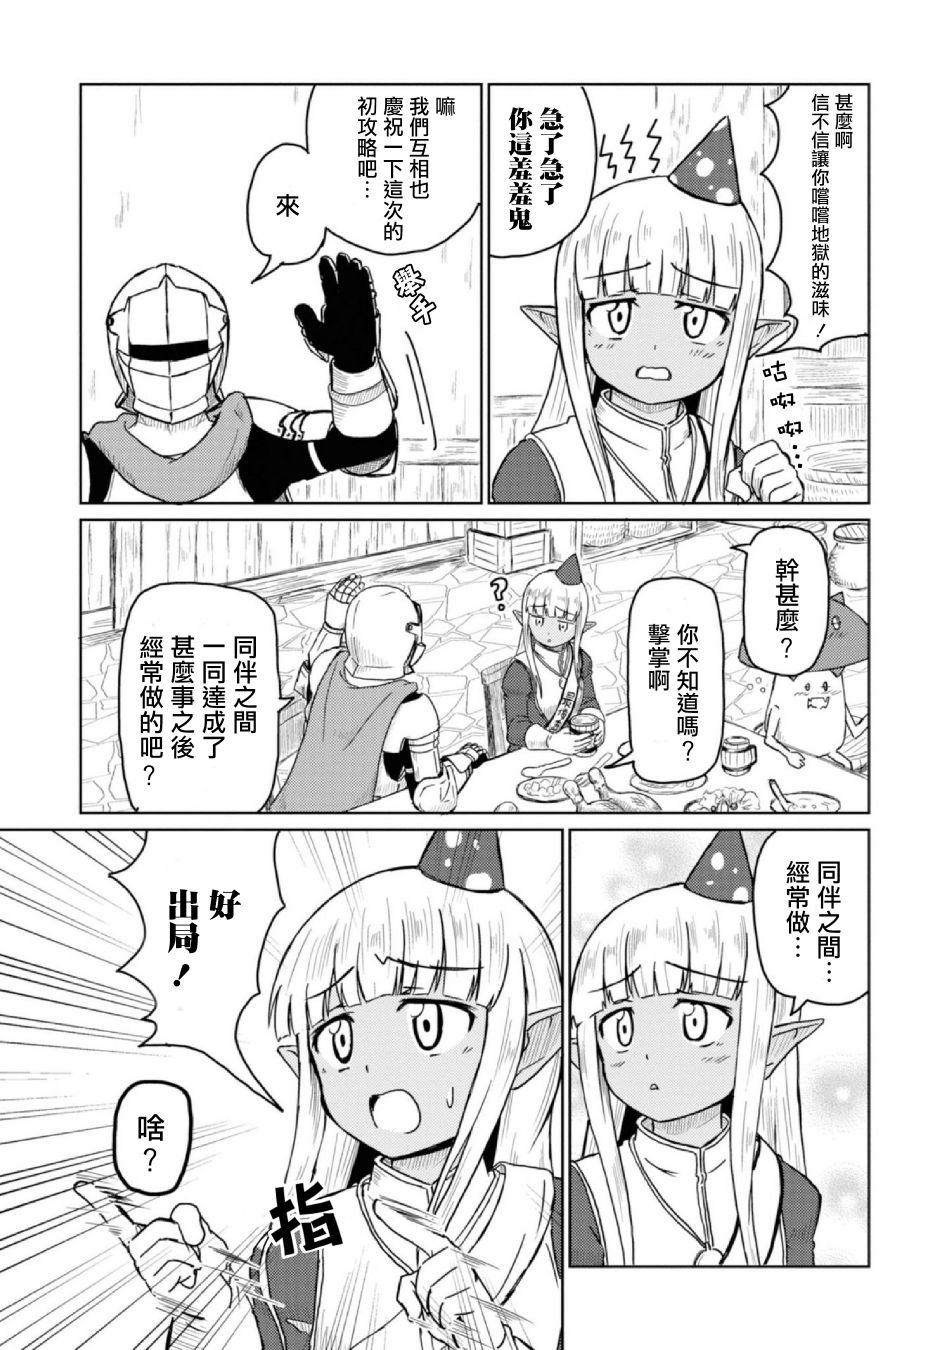 甚麼啊
信不信讓你嚐嚐地獄的滋味！
急了急了
你這羞羞鬼
咕呶呶…
嘛
我們互相也
慶祝一下這次的
初攻略吧…
來
舉手
幹甚麼？
你不知道嗎？
擊掌啊
?
同伴之間
一同達成了
甚麼事之後
經常做的吧？
同伴之間…
經常做…
好
出局！
指
啥？